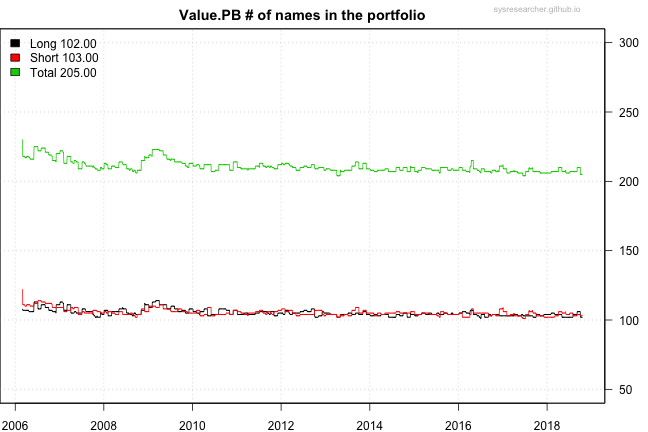 Value.PB # of names in the portfolio
sysresearcher.github.io
Long 102.00
Short 103.00
Total 205.00
300
250
200
150
100
50
2006 2008 2010 2012 2014 2016 2018